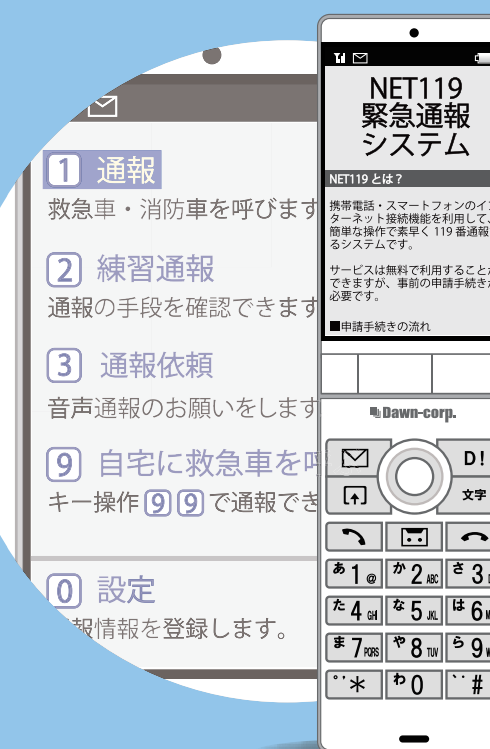 1 通報
救急車・消防車を呼びます
2 練習通報
通報の手段を確認できます
3 通報依頼
音声通報のお願いをします
9 自宅に救急車を
キー操作 9 9 で通報でき
0 設定
報情報を登録します。
NET119
緊急通報
システム
NET119 とは？
携帯電話・スマートフォンのイン
ターネット接続機能を利用して、
簡単な操作で素早く 119 番通報
るシステムです。
サービスは無料で利用すること
できますが、事前の申請手続き
必要です。
■申請手続きの流れ
Dawn-corp.
D!
文字
あ 1 @
か 2 ABC
さ 3
た 4 GHI
な 5 JKL
は 6
ま 7 PQRS
や 8 TUV
ら 9
゛゜ ＊
わ 0
#